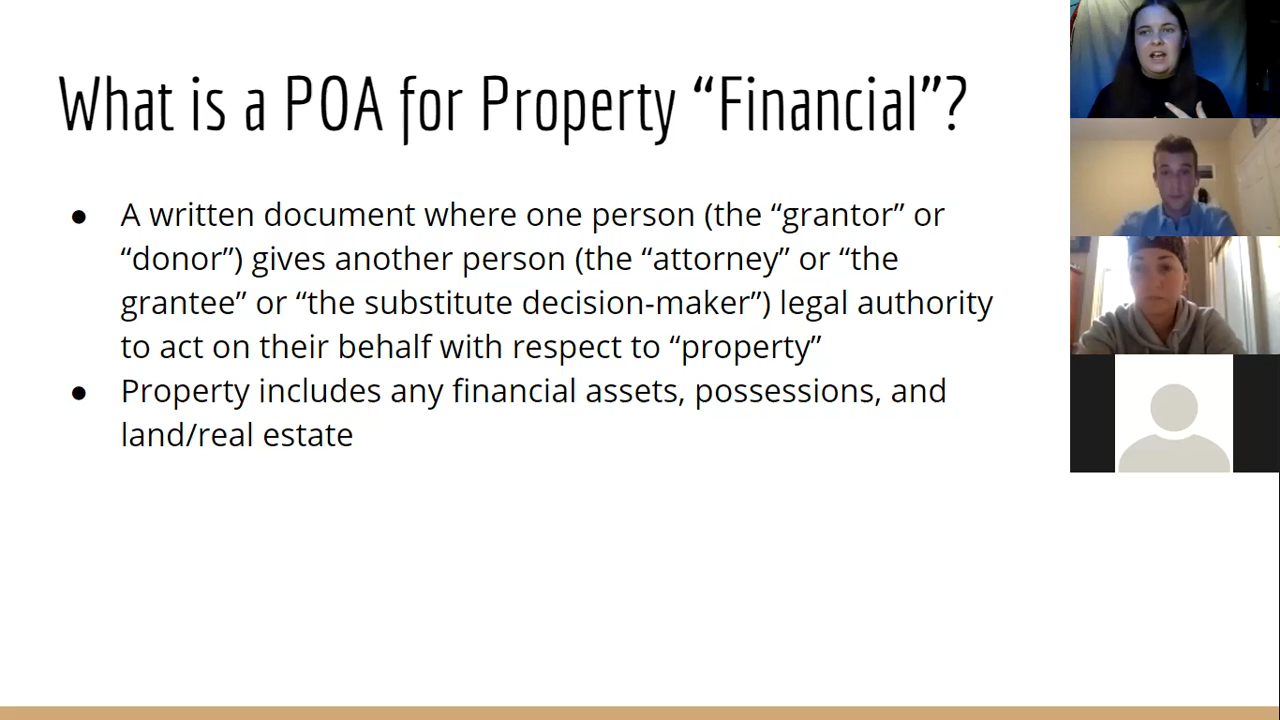 What is a POA for Property “Financial”?
● A written document where one person (the “grantor” or
“donor”) gives another person (the “attorney” or “the
grantee” or “the substitute decision-maker”) legal authority
to act on their behalf with respect to “property”
● Property includes any financial assets, possessions, and
land/real estate